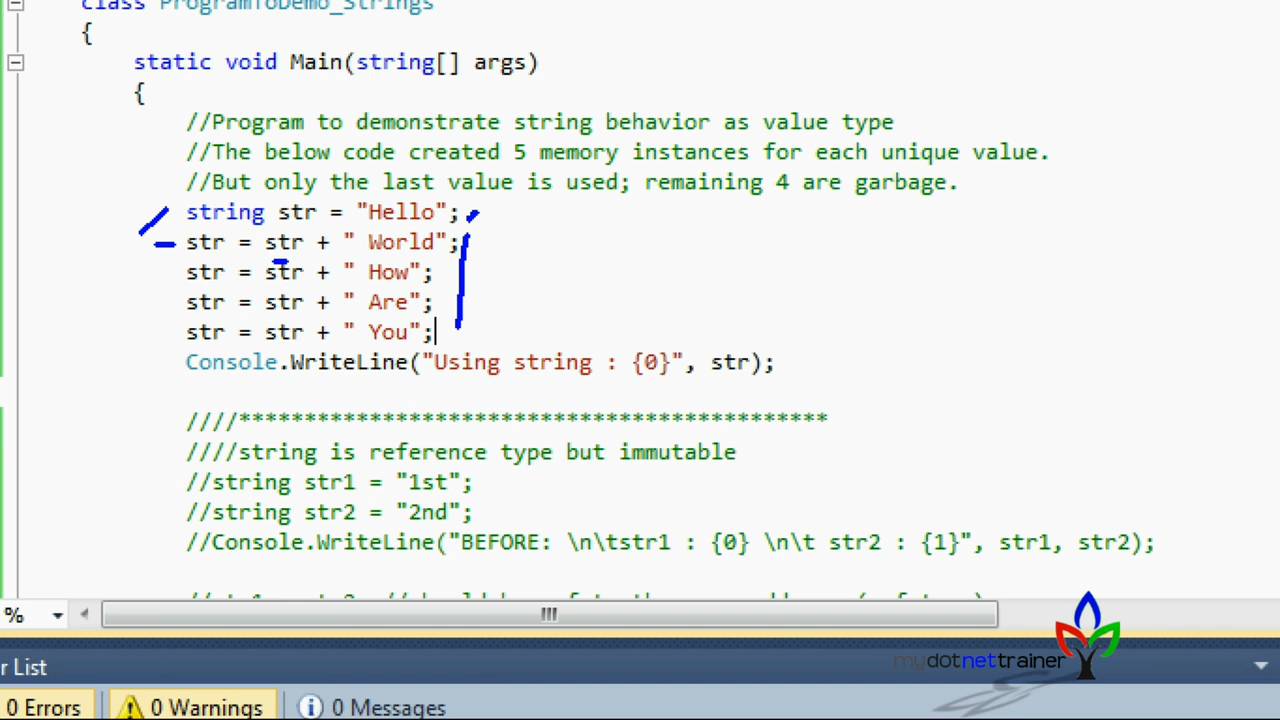 class ProgramToDemo_Strings
{
static void Main(string[] args)
{
//Program to demonstrate string behavior as value type
//The below code created 5 memory instances for each unique value.
//But only the last value is used; remaining 4 are garbage.
string str = "Hello";
str = str + " World";
str = str + " How";
str = str + " Are";
str = str + " You";
Console.WriteLine("Using string : {0}", str);
////*********************************************
////string is reference type but immutable
//string str1 = "1st";
//string str2 = "2nd";
//Console.WriteLine("BEFORE: \n\tstr1 : {0} \n\t str2 : {1}", str1, str2);
%
mydotnettrainer
r List
0 Errors 0 Warnings 0 Messages